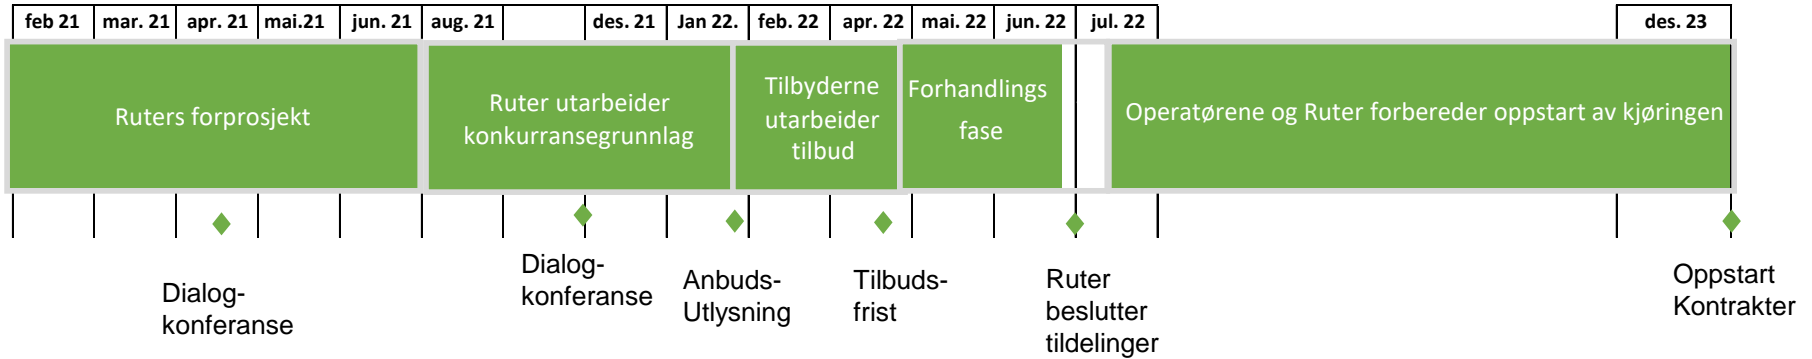 feb 21 mar. 21 apr. 21 mai.21 jun. 21 aug. 21 des. 21 Jan 22. feb. 22 apr. 22 mai. 22 jun. 22 jul. 22 des. 23
Ruters forprosjekt
Ruter utarbeider
konkurransegrunnlag
Tilbyderne
utarbeider
tilbud
Forhandlings
fase
Operatørene og Ruter forbereder oppstart av kjøringen
Dialog-
konferanse
Dialog-
konferanse
Anbuds-
Utlysning
Tilbuds-
frist
Ruter
beslutter
tildelinger
Oppstart
Kontrakter